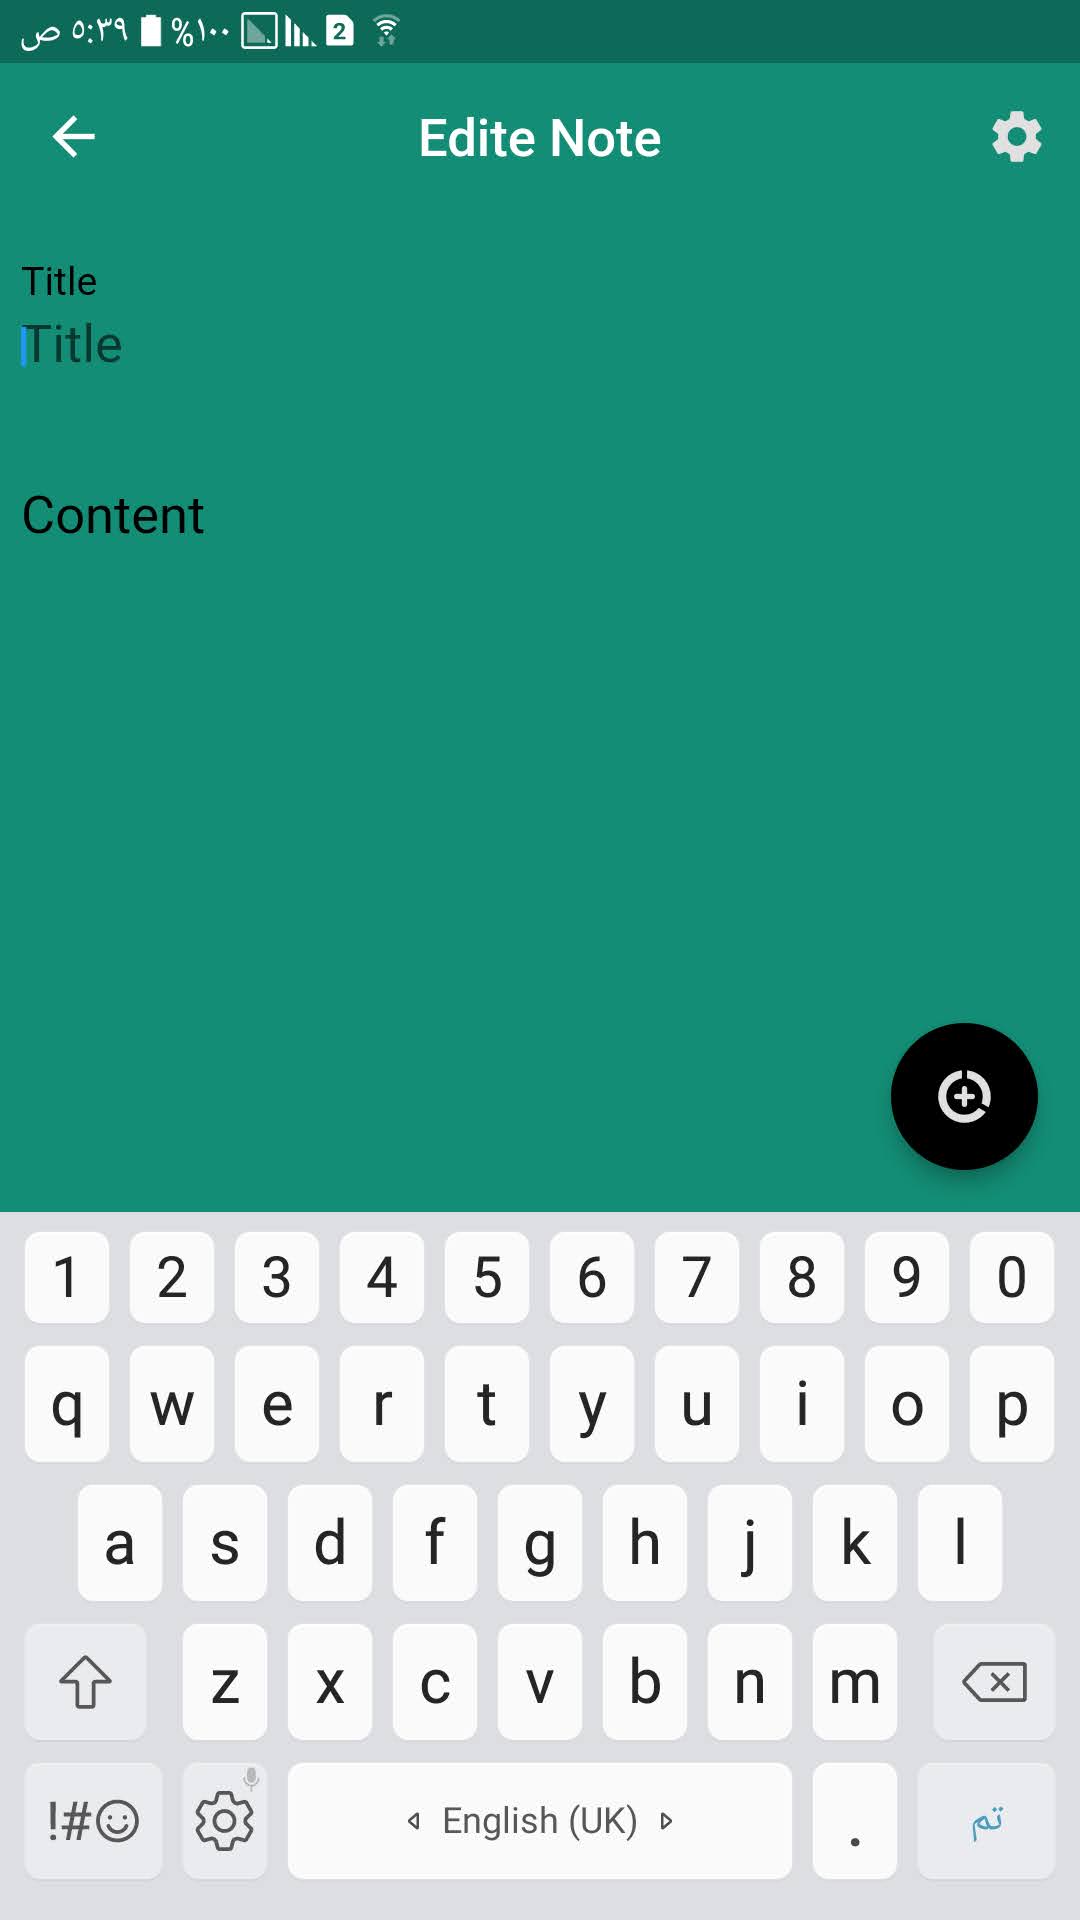 ٥:٣٩ ص %١٠٠ 2
Edite Note
Title
Title
Content
1 2 3 4 5 6 7 8 9 0
q w e r t y u i o p
a s d f g h j k l
z x c v b n m
!#☺ English (UK) . تم